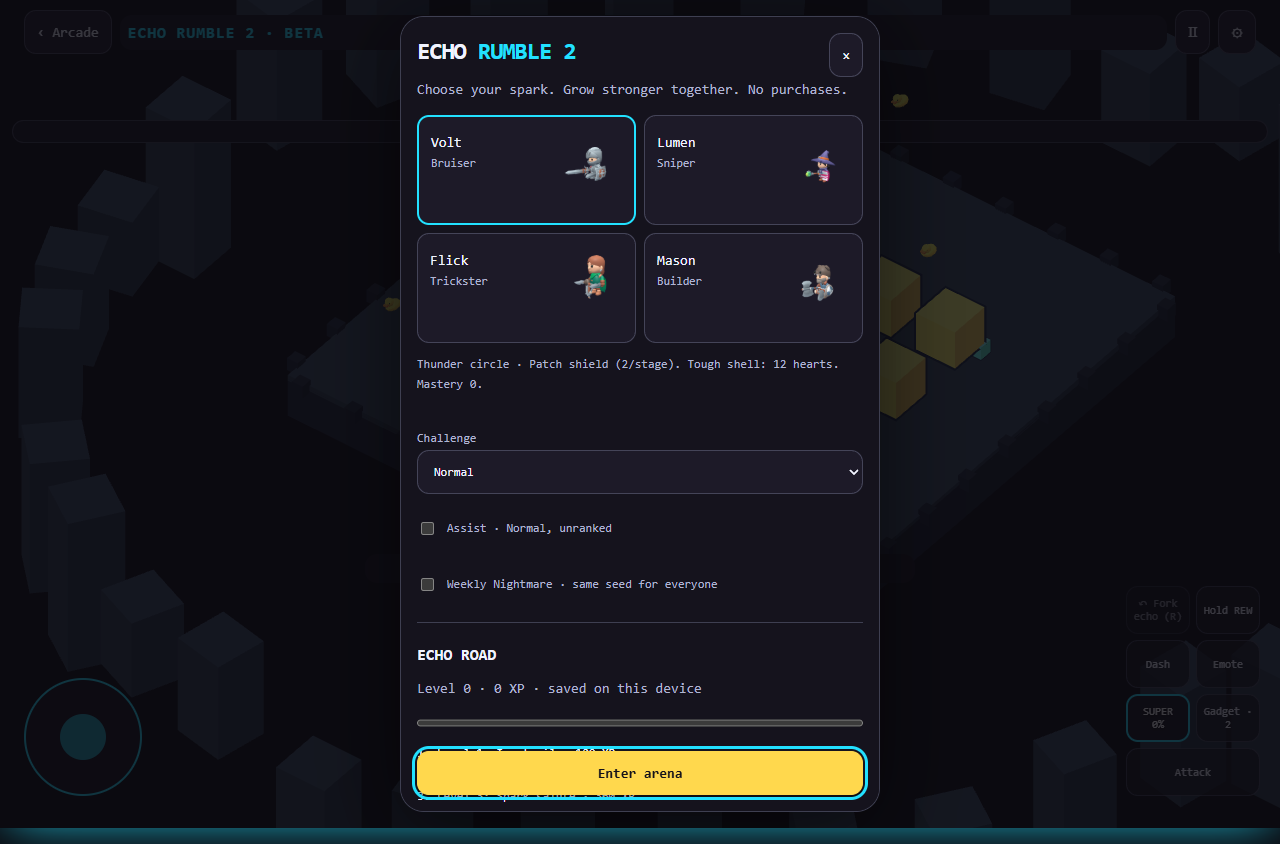 ‹ Arcade
ECHO RUMBLE 2 · BETA
ECHO RUMBLE 2
×
Choose your spark. Grow stronger together. No purchases.
Volt
Bruiser
Lumen
Sniper
Flick
Trickster
Mason
Builder
Thunder circle · Patch shield (2/stage). Tough shell: 12 hearts.
Mastery 0.
Challenge
Normal
Assist · Normal, unranked
Weekly Nightmare · same seed for everyone
ECHO ROAD
Level 0 · 0 XP · saved on this device
Enter arena
↶ Fork
echo (R)
Hold REW
Dash
Emote
SUPER
0%
Gadget ·
2
Attack